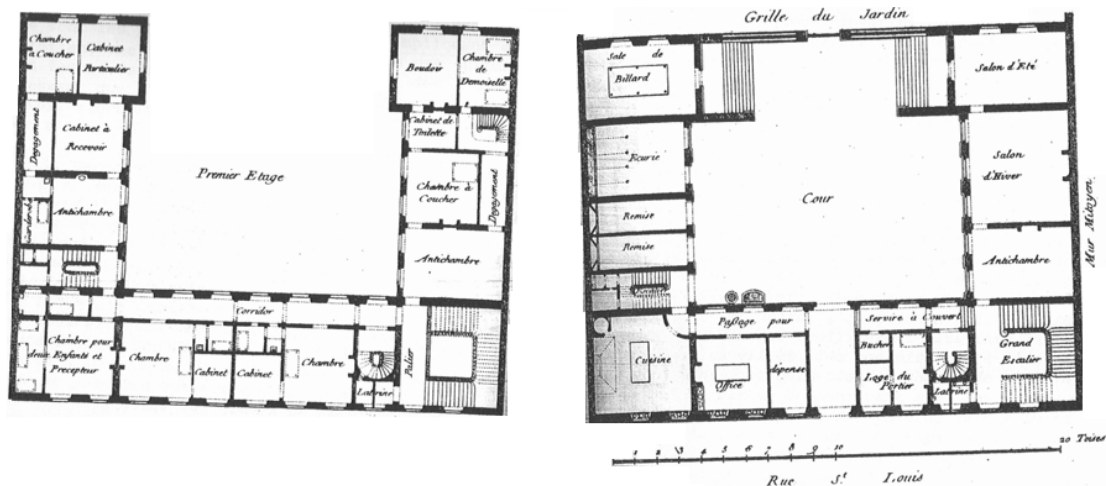 Chambre
à Coucher
Cabinet
Particulier
Dégagement
Cabinet à
Recevoir
Garderobe
Antichambre
Premier Etage
Boudoir
Chambre
de
Demoiselle
Cabinet de
Toilette
Chambre à
Coucher
Dégagement
Antichambre
Corridor
Chambre pour
deux Enfants et
Precepteur
Chambre
Cabinet
Cabinet
Chambre
Latrine
Palier
Grille du Jardin
Sale de
Billard
Salon d'Eté
Ecurie
Salon
d'Hiver
Cour
Remise
Remise
Antichambre
Mur Mitoyen
Passage pour
Servire à Couvert
Cuisine
Office
dépense
Bucher
Loge du
Portier
Latrine
Grand
Escalier
1 2 3 4 5 6 7 8 9 10 20 Toises
Rue St. Louis